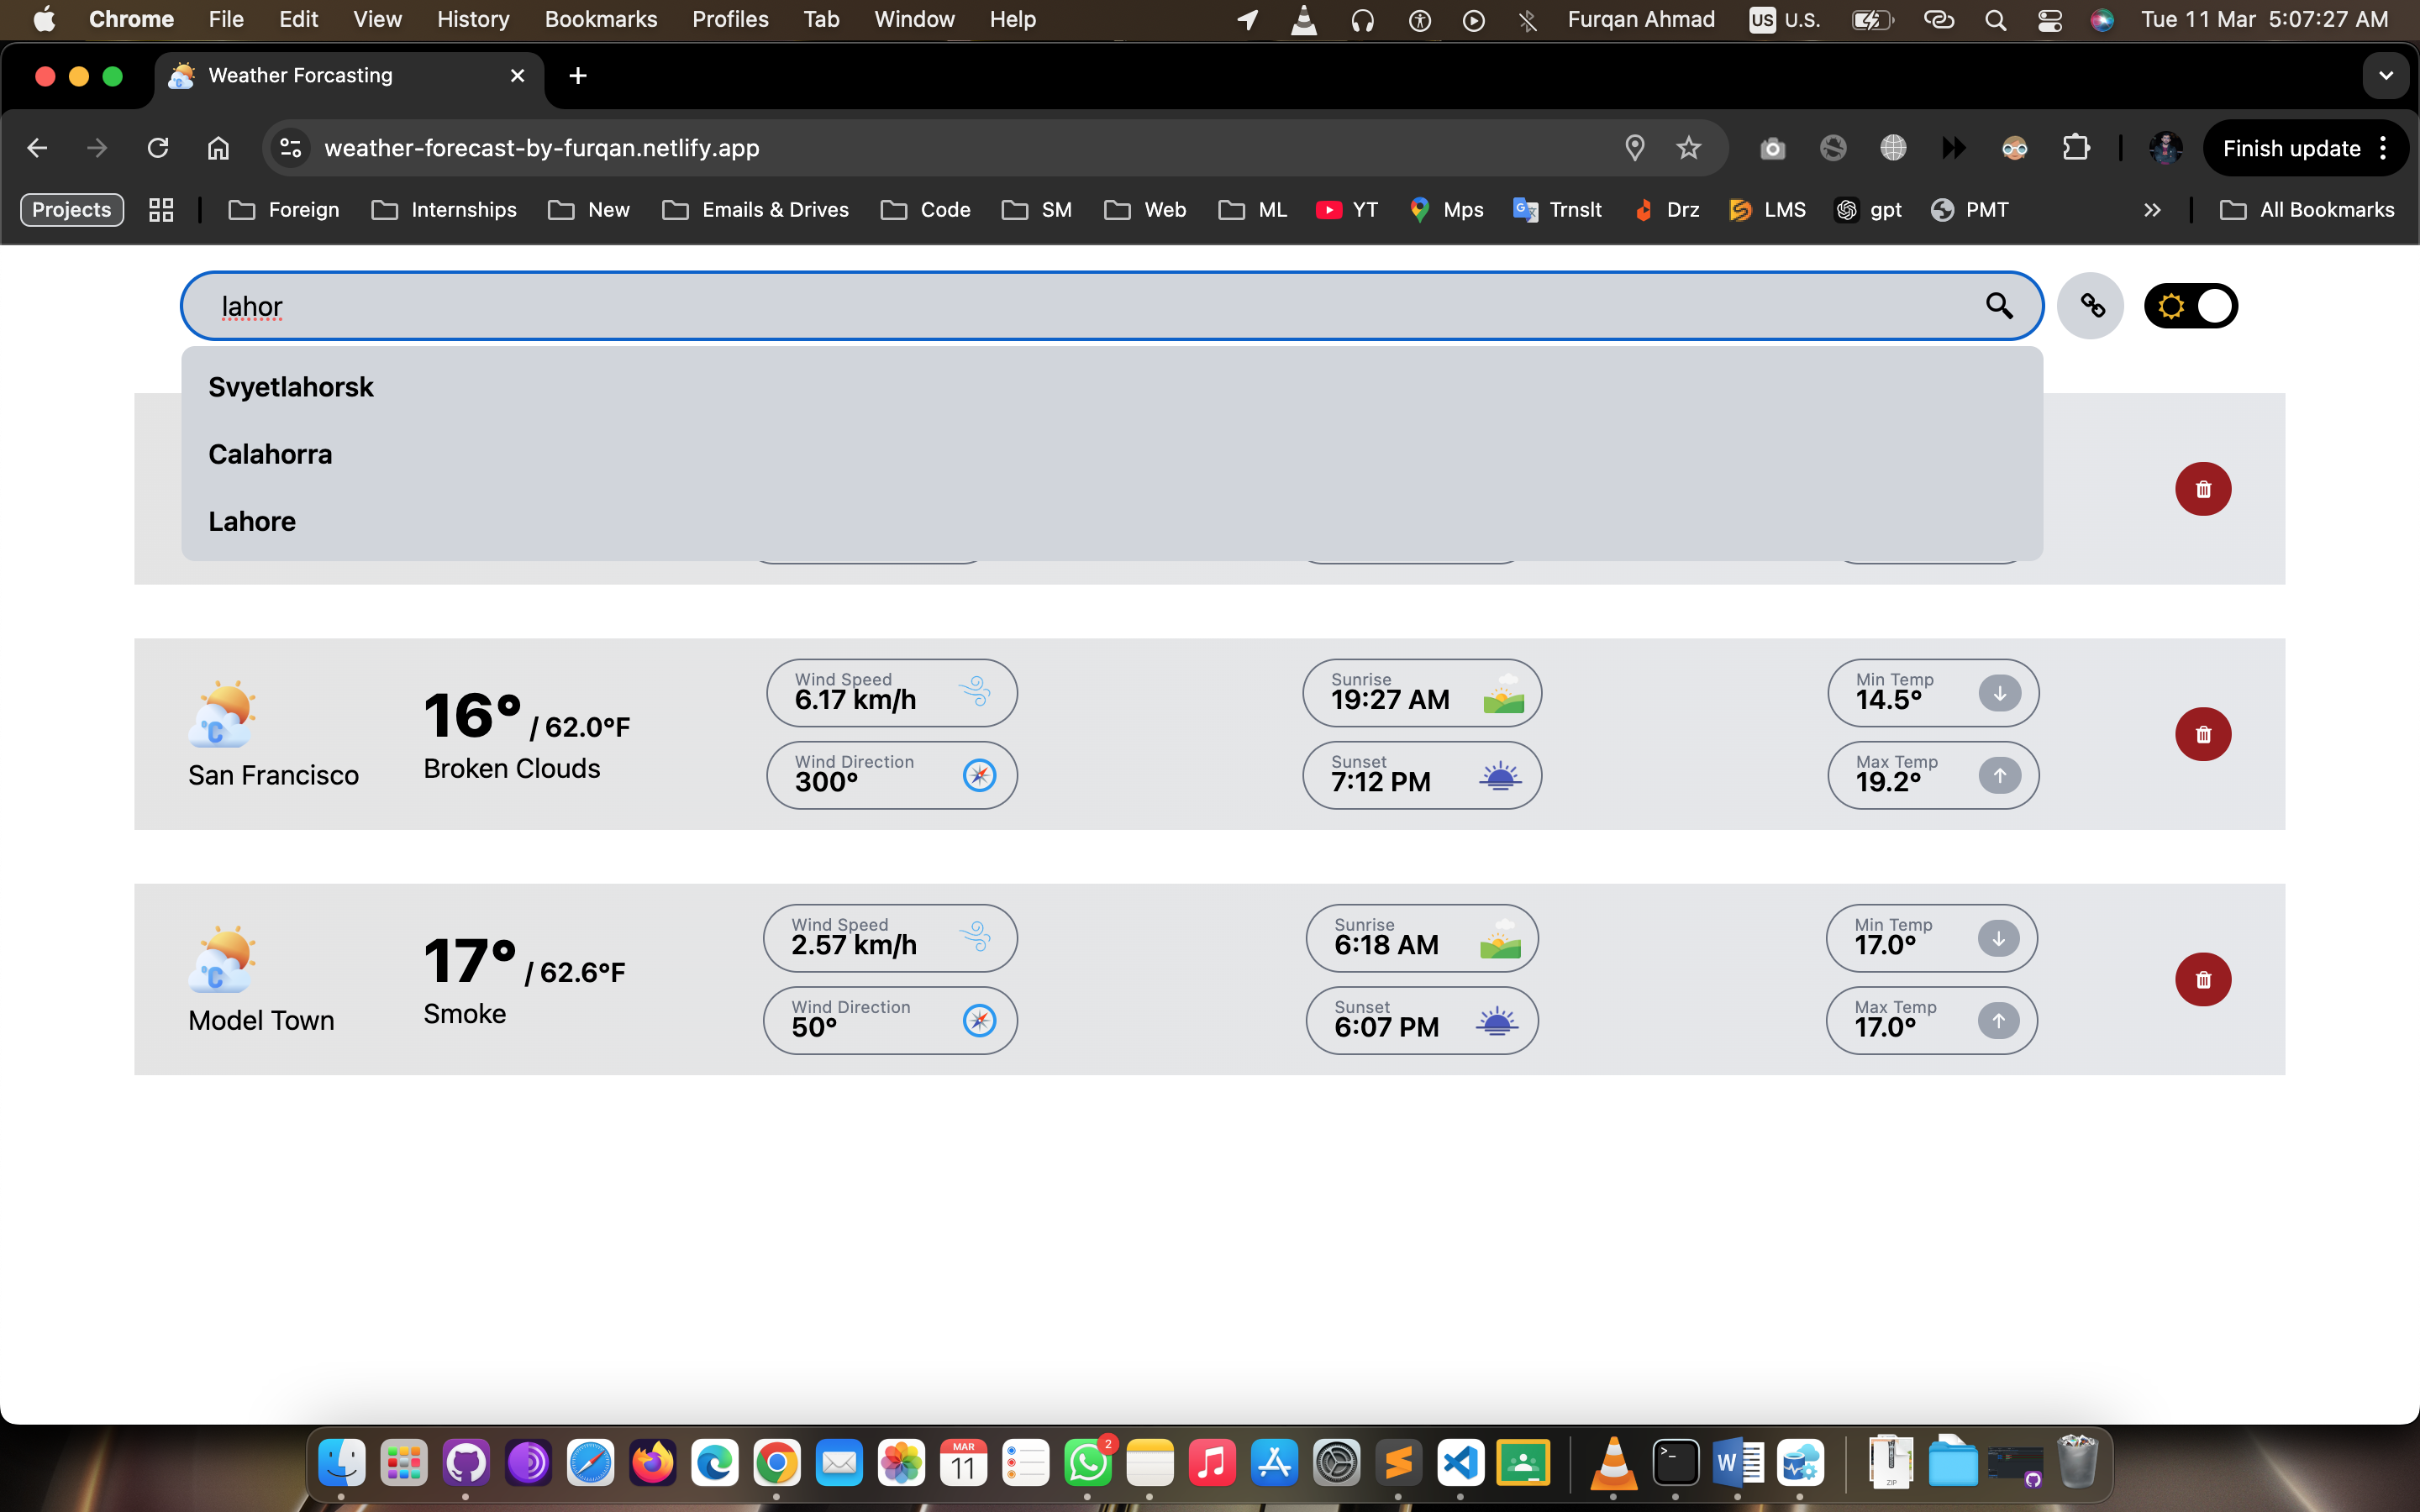 Chrome File Edit View History Bookmarks Profiles Tab Window Help Furqan Ahmad US U.S. Tue 11 Mar 5:07:27 AM
Weather Forcasting
weather-forecast-by-furqan.netlify.app Finish update
Projects Foreign Internships New Emails & Drives Code SM Web ML YT Mps Trnslt Drz LMS gpt PMT All Bookmarks
lahor
Svyetlahorsk
Calahorra
Lahore
San Francisco
16° / 62.0°F
Broken Clouds
Wind Speed
6.17 km/h
Wind Direction
300°
Sunrise
19:27 AM
Sunset
7:12 PM
Min Temp
14.5°
Max Temp
19.2°
Model Town
17° / 62.6°F
Smoke
Wind Speed
2.57 km/h
Wind Direction
50°
Sunrise
6:18 AM
Sunset
6:07 PM
Min Temp
17.0°
Max Temp
17.0°
MAR
11
2
ZIP